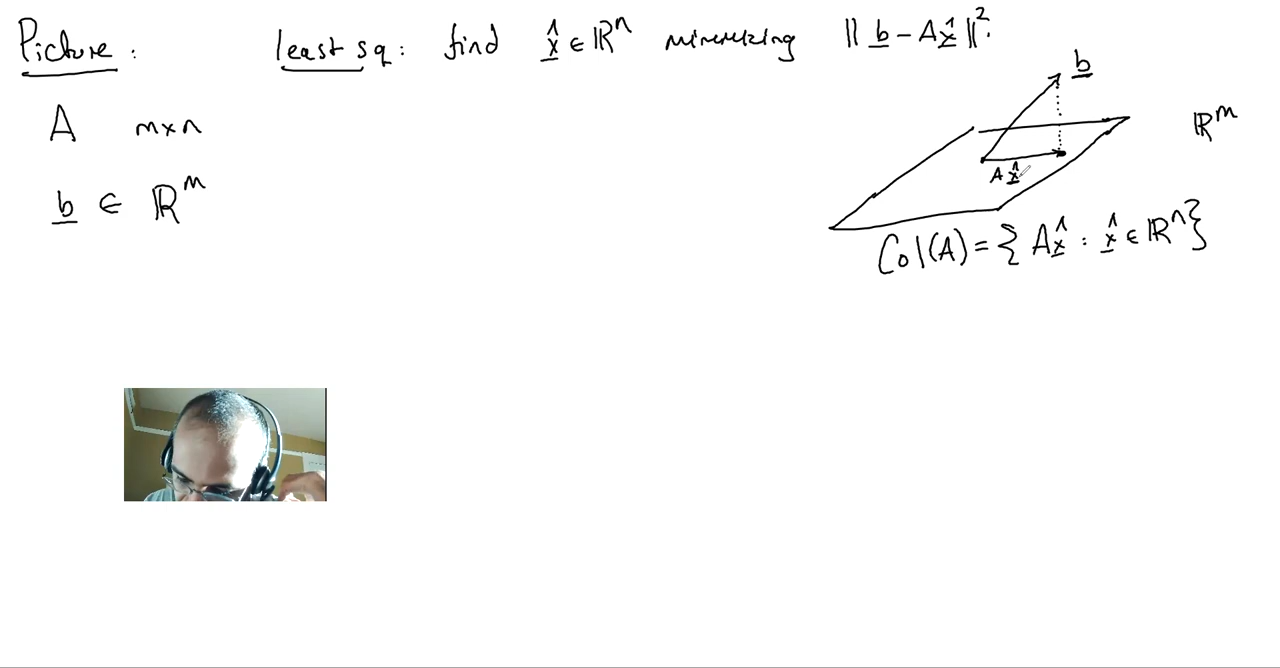 Picture : least sq : find x̂ ∈ ℝⁿ minimizing || b - Ax̂ ||².
b
A m×n
ℝᵐ
Ax̂
b ∈ ℝᵐ
Col(A) = { Ax̂ : x̂ ∈ ℝⁿ }